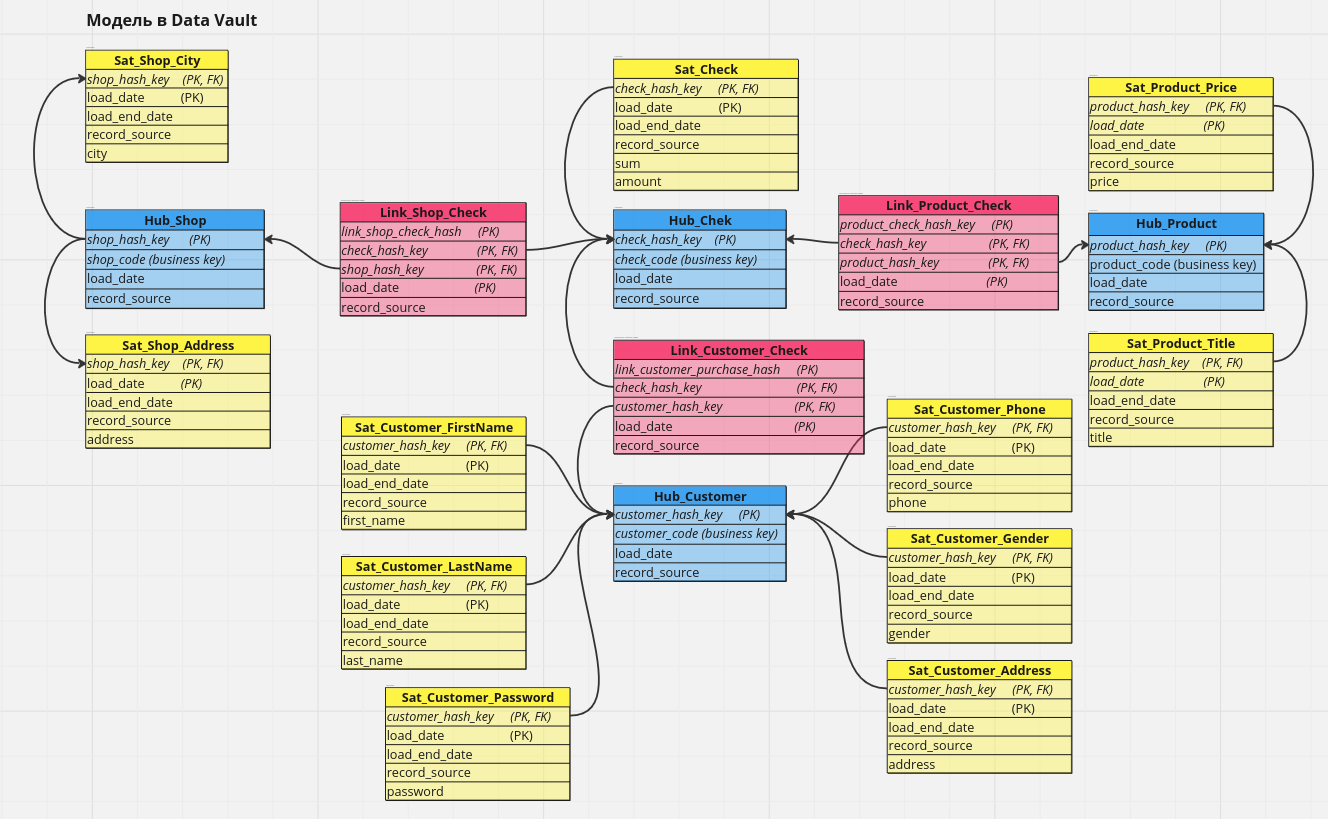 Модель в Data Vault
Sat_Shop_City
shop_hash_key (PK, FK)
load_date (PK)
load_end_date
record_source
city
Hub_Shop
shop_hash_key (PK)
shop_code (business key)
load_date
record_source
Sat_Shop_Address
shop_hash_key (PK, FK)
load_date (PK)
load_end_date
record_source
address
Link_Shop_Check
link_shop_check_hash (PK)
check_hash_key (PK, FK)
shop_hash_key (PK, FK)
load_date (PK)
record_source
Sat_Check
check_hash_key (PK, FK)
load_date (PK)
load_end_date
record_source
sum
amount
Hub_Chek
check_hash_key (PK)
check_code (business key)
load_date
record_source
Link_Product_Check
product_check_hash_key (PK)
check_hash_key (PK, FK)
product_hash_key (PK, FK)
load_date (PK)
record_source
Sat_Product_Price
product_hash_key (PK, FK)
load_date (PK)
load_end_date
record_source
price
Hub_Product
product_hash_key (PK)
product_code (business key)
load_date
record_source
Sat_Product_Title
product_hash_key (PK, FK)
load_date (PK)
load_end_date
record_source
title
Link_Customer_Check
link_customer_purchase_hash (PK)
check_hash_key (PK, FK)
customer_hash_key (PK, FK)
load_date (PK)
record_source
Sat_Customer_FirstName
customer_hash_key (PK, FK)
load_date (PK)
load_end_date
record_source
first_name
Hub_Customer
customer_hash_key (PK)
customer_code (business key)
load_date
record_source
Sat_Customer_Phone
customer_hash_key (PK, FK)
load_date (PK)
load_end_date
record_source
phone
Sat_Customer_LastName
customer_hash_key (PK, FK)
load_date (PK)
load_end_date
record_source
last_name
Sat_Customer_Gender
customer_hash_key (PK, FK)
load_date (PK)
load_end_date
record_source
gender
Sat_Customer_Password
customer_hash_key (PK, FK)
load_date (PK)
load_end_date
record_source
password
Sat_Customer_Address
customer_hash_key (PK, FK)
load_date (PK)
load_end_date
record_source
address